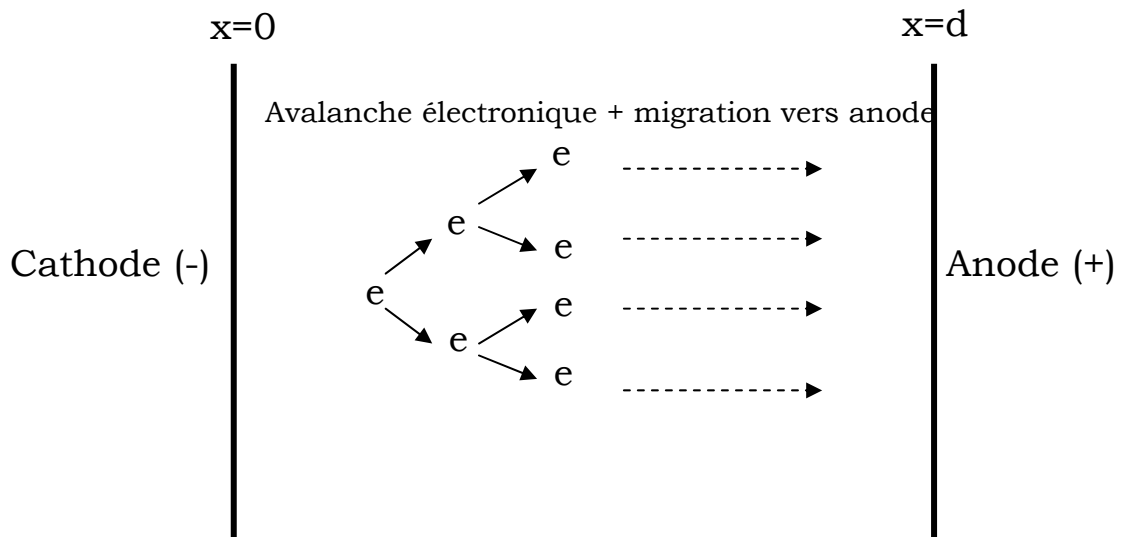 x=0
x=d
Avalanche électronique + migration vers anode
e
e
e
Cathode (-)
Anode (+)
e
e
e
e